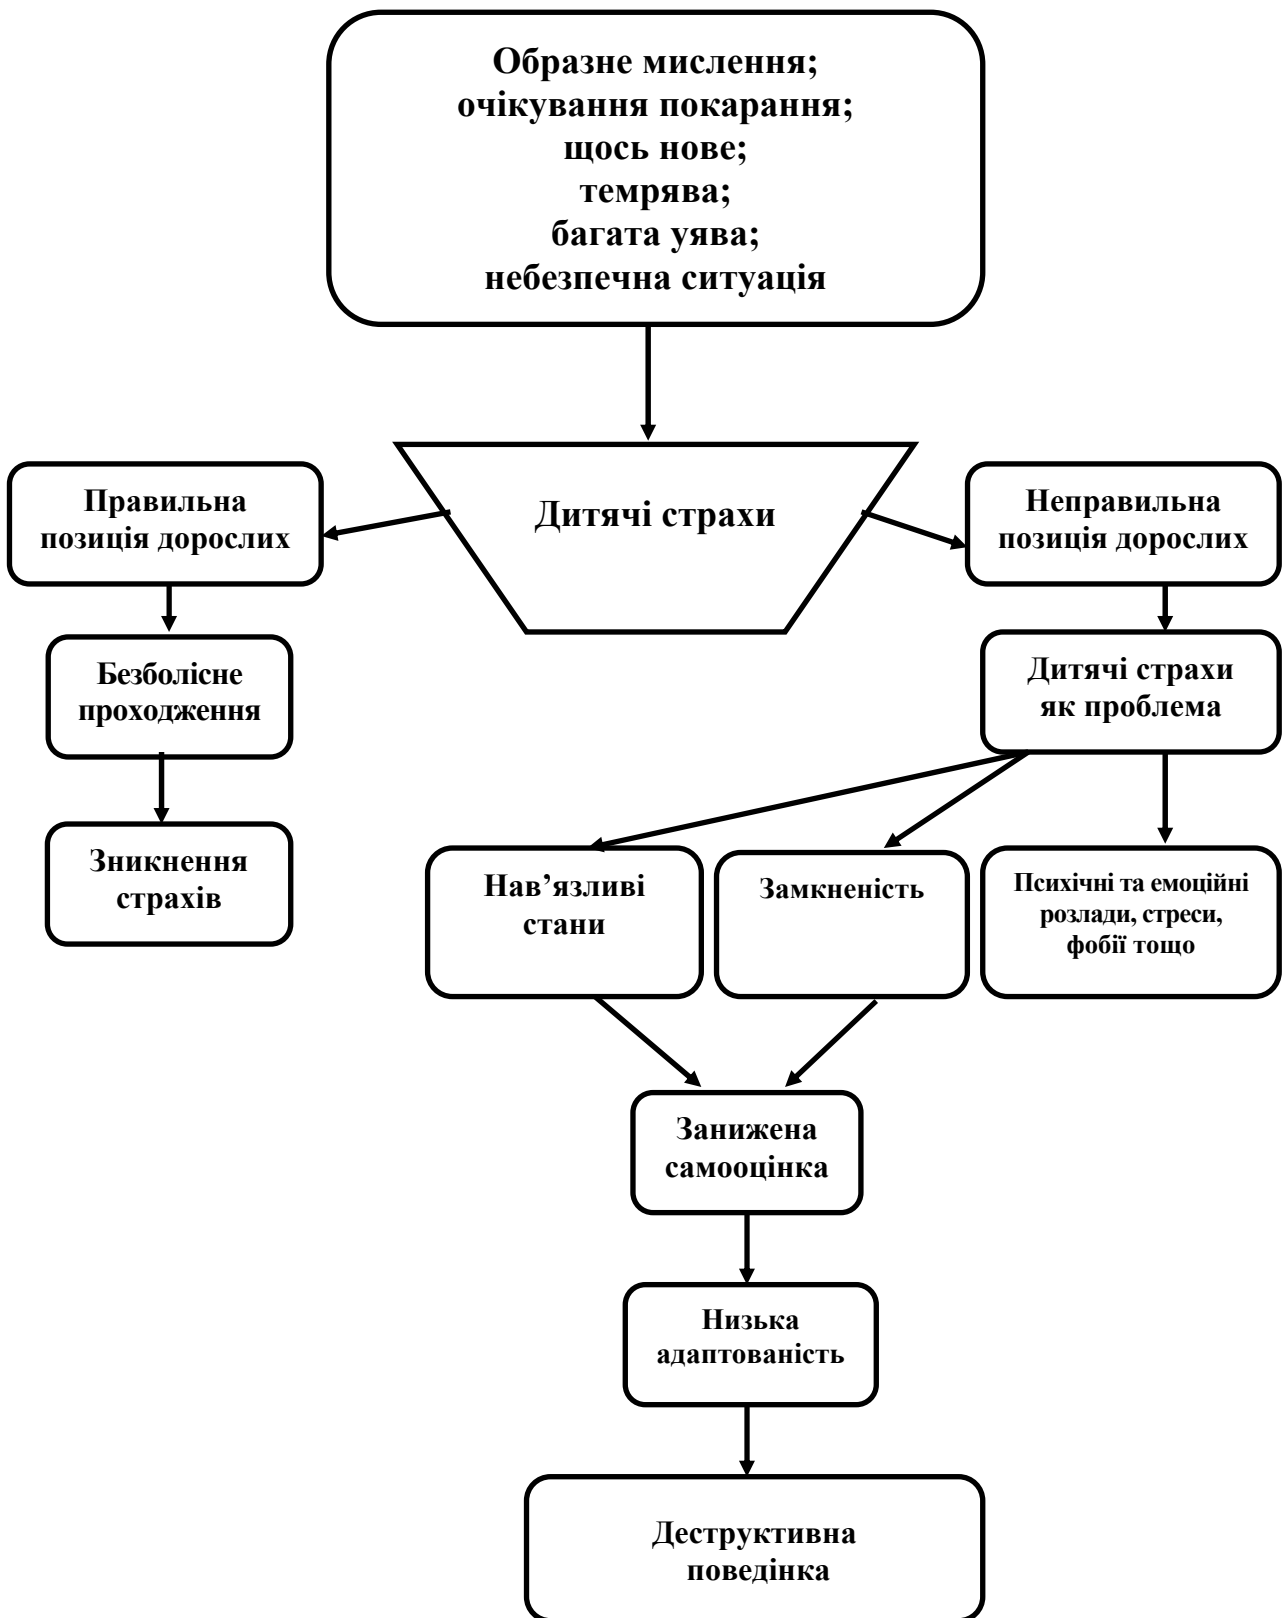 Образне мислення;
очікування покарання;
щось нове;
темрява;
багата уява;
небезпечна ситуація
Дитячі страхи
Правильна
позиція дорослих
Неправильна
позиція дорослих
Безболісне
проходження
Дитячі страхи
як проблема
Зникнення
страхів
Нав’язливі
стани
Замкненість
Психічні та емоційні
розлади, стреси,
фобії тощо
Занижена
самооцінка
Низька
адаптованість
Деструктивна
поведінка